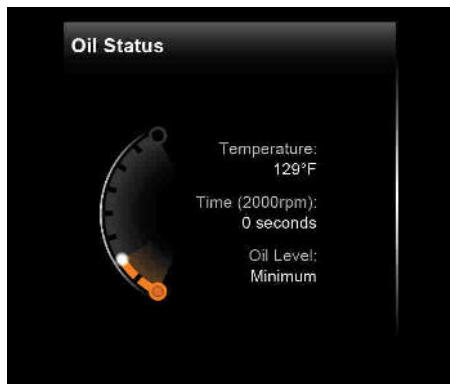 Oil Status
Temperature:
129°F
Time (2000rpm):
0 seconds
Oil Level:
Minimum